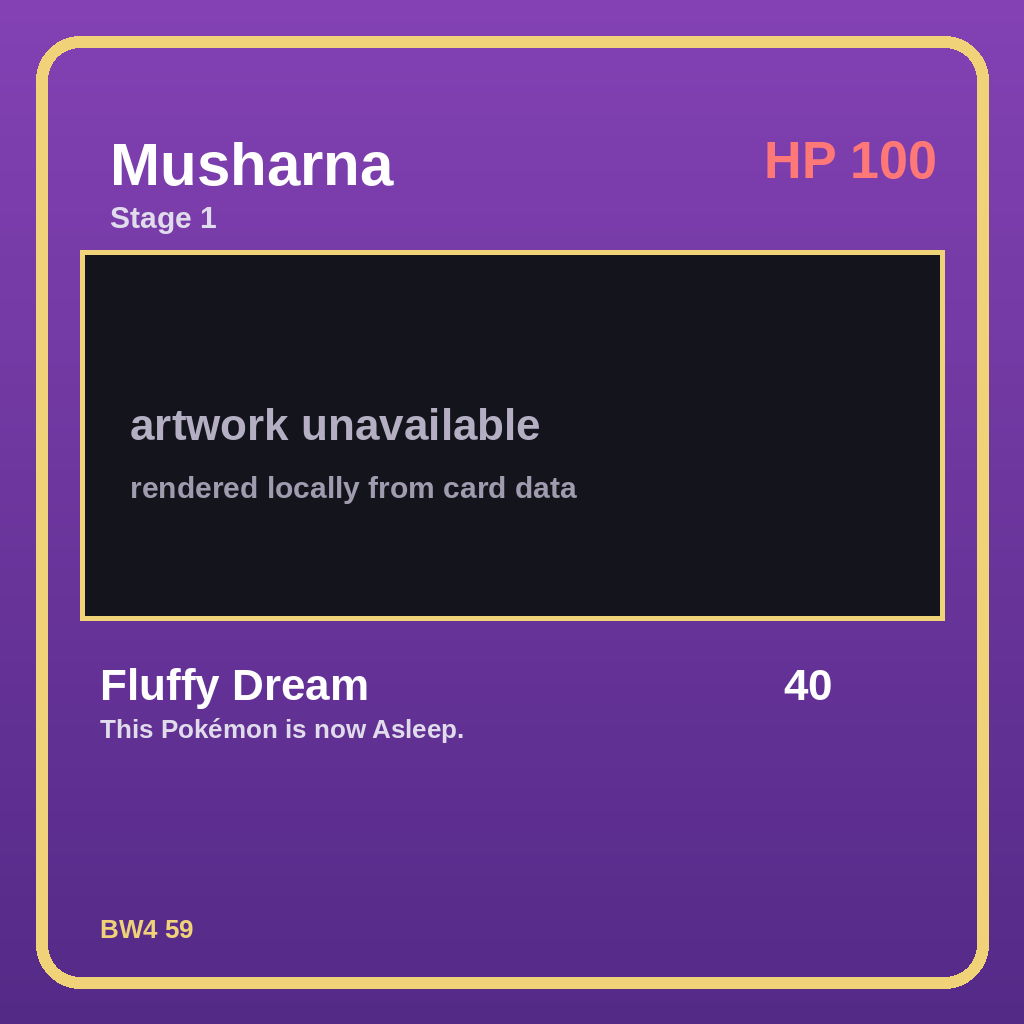 Musharna
HP 100
Stage 1
artwork unavailable
rendered locally from card data
Fluffy Dream
40
This Pokémon is now Asleep.
BW4 59